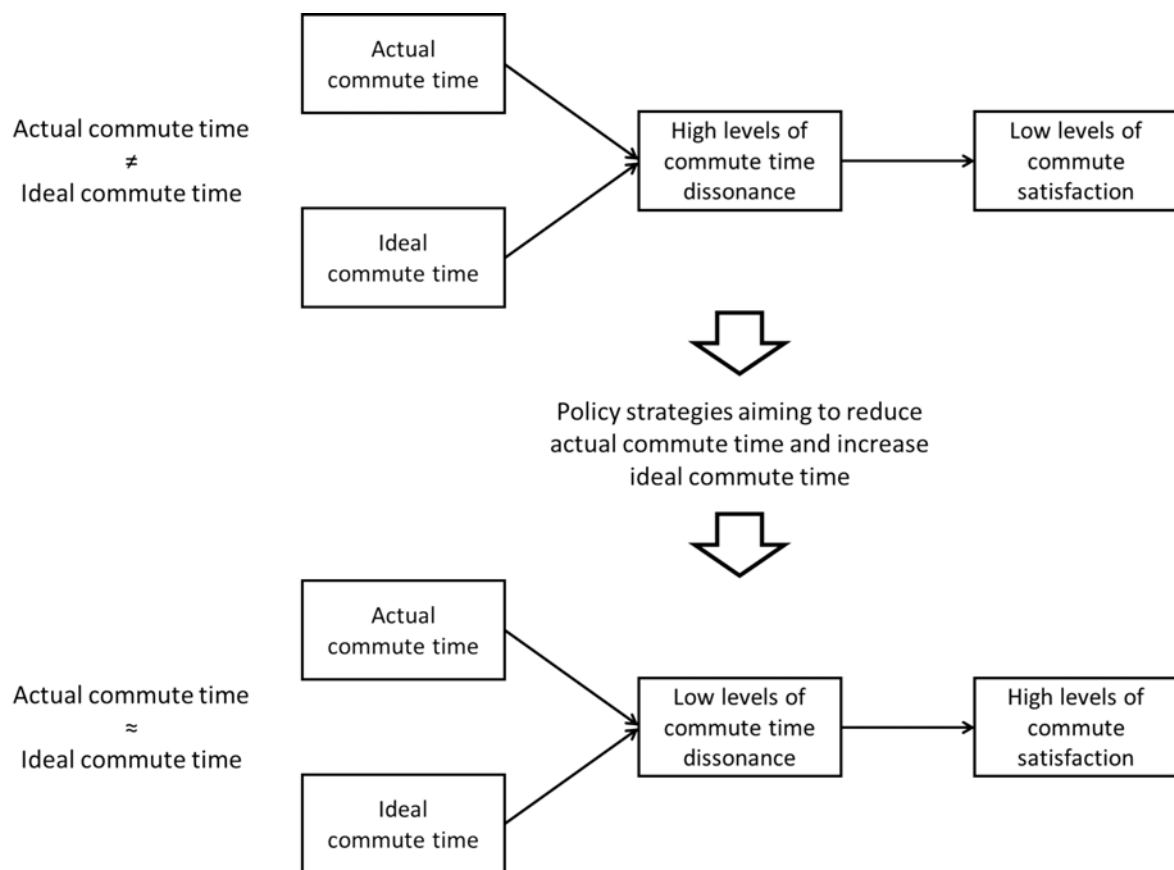 Actual
commute time
Actual commute time
≠
Ideal commute time
High levels of
commute time
dissonance
Low levels of
commute
satisfaction
Ideal
commute time
Policy strategies aiming to reduce
actual commute time and increase
ideal commute time
Actual
commute time
Actual commute time
≈
Ideal commute time
Low levels of
commute time
dissonance
High levels of
commute
satisfaction
Ideal
commute time